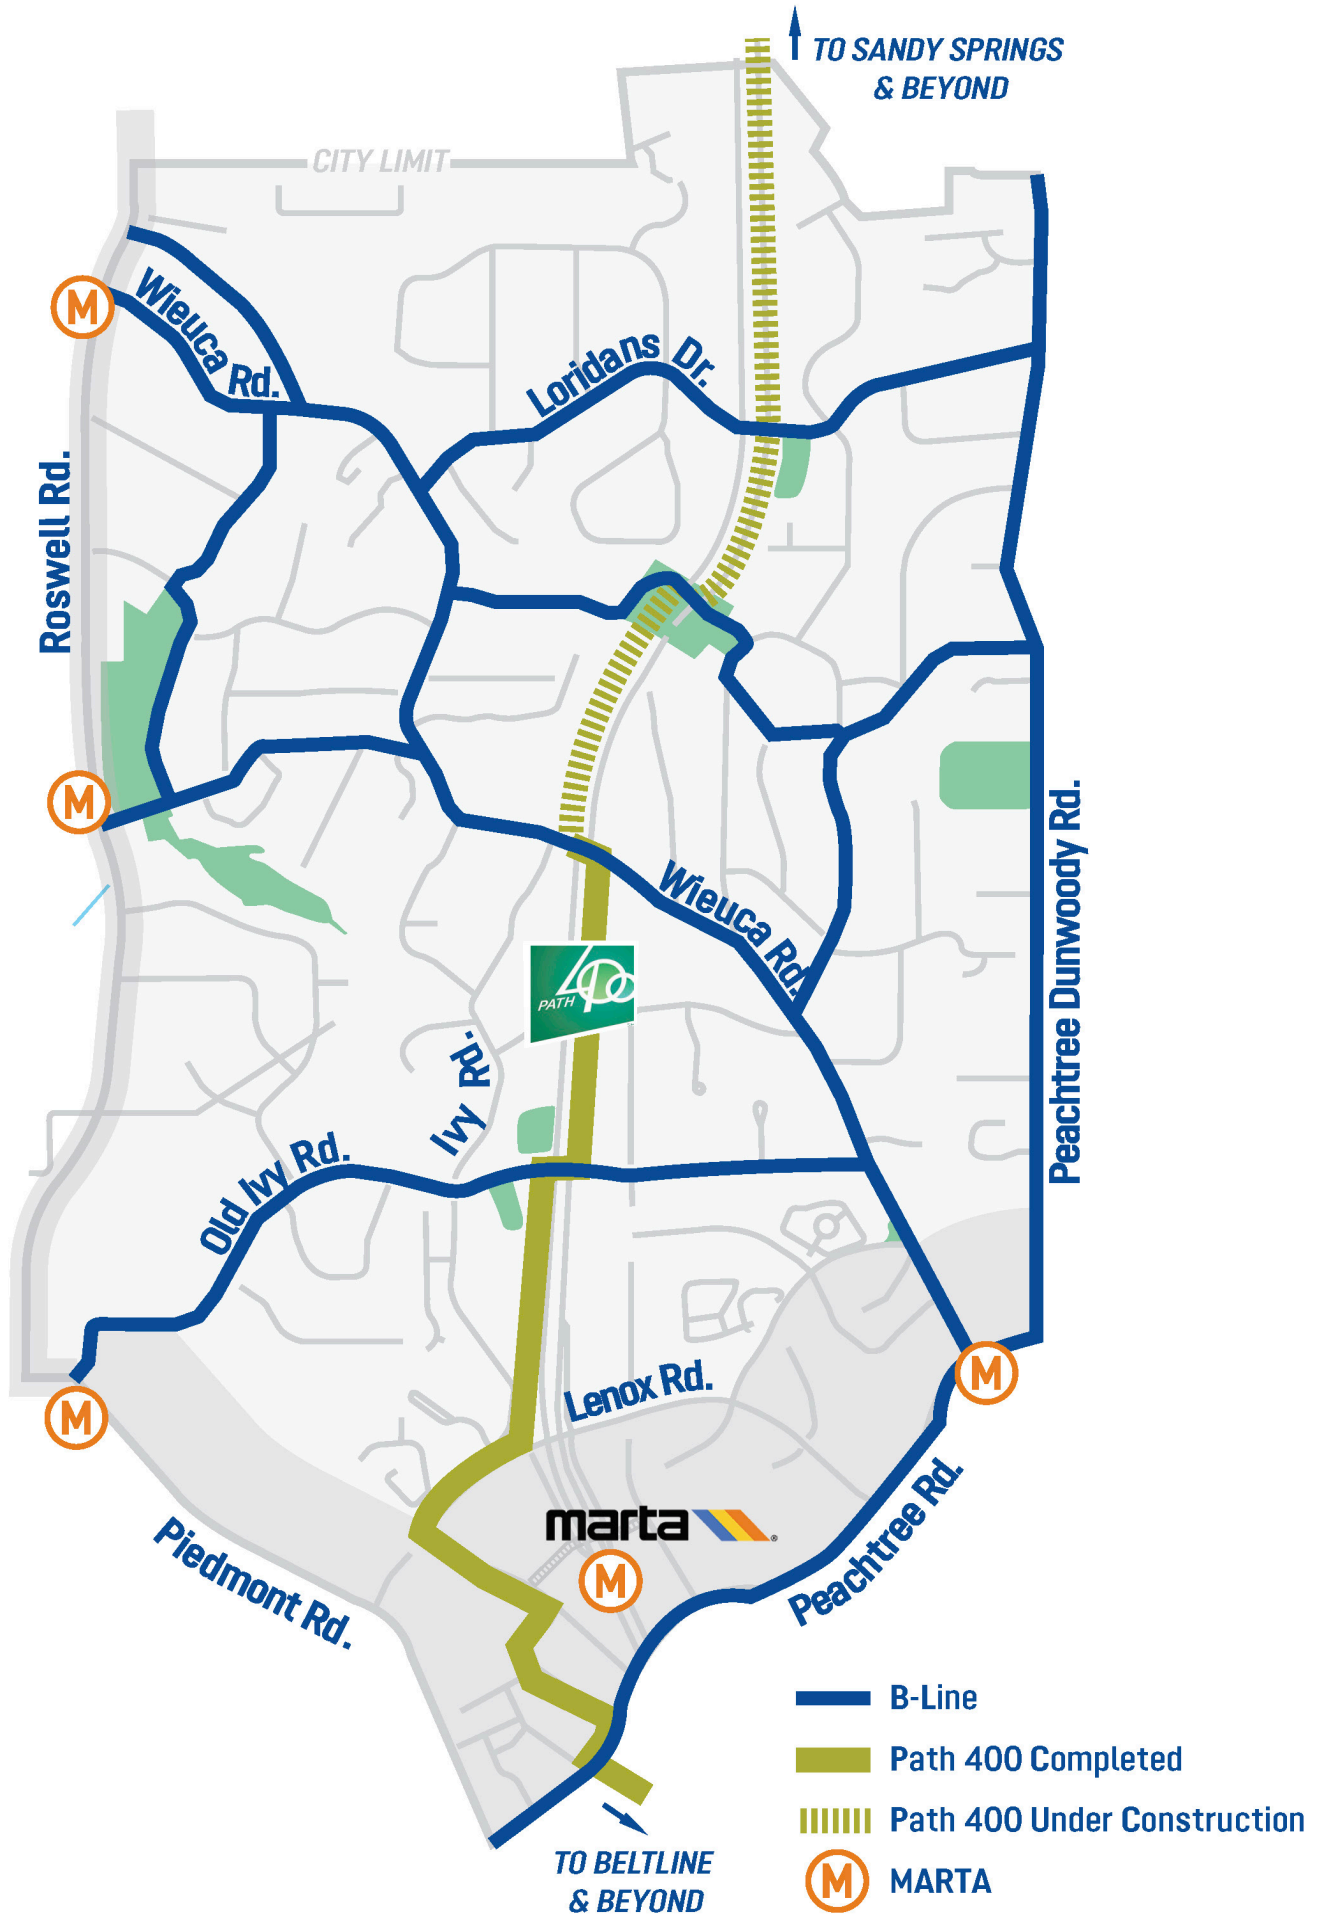 TO SANDY SPRINGS
& BEYOND
CITY LIMIT
M
Wieuca Rd.
Loridans Dr.
Roswell Rd.
M
Wieuca Rd.
Peachtree Dunwoody Rd.
PATH
400
Ivy Rd.
Old Ivy Rd.
M
Lenox Rd.
M
marta
®
M
Peachtree Rd.
Piedmont Rd.
B-Line
Path 400 Completed
Path 400 Under Construction
M MARTA
TO BELTLINE
& BEYOND